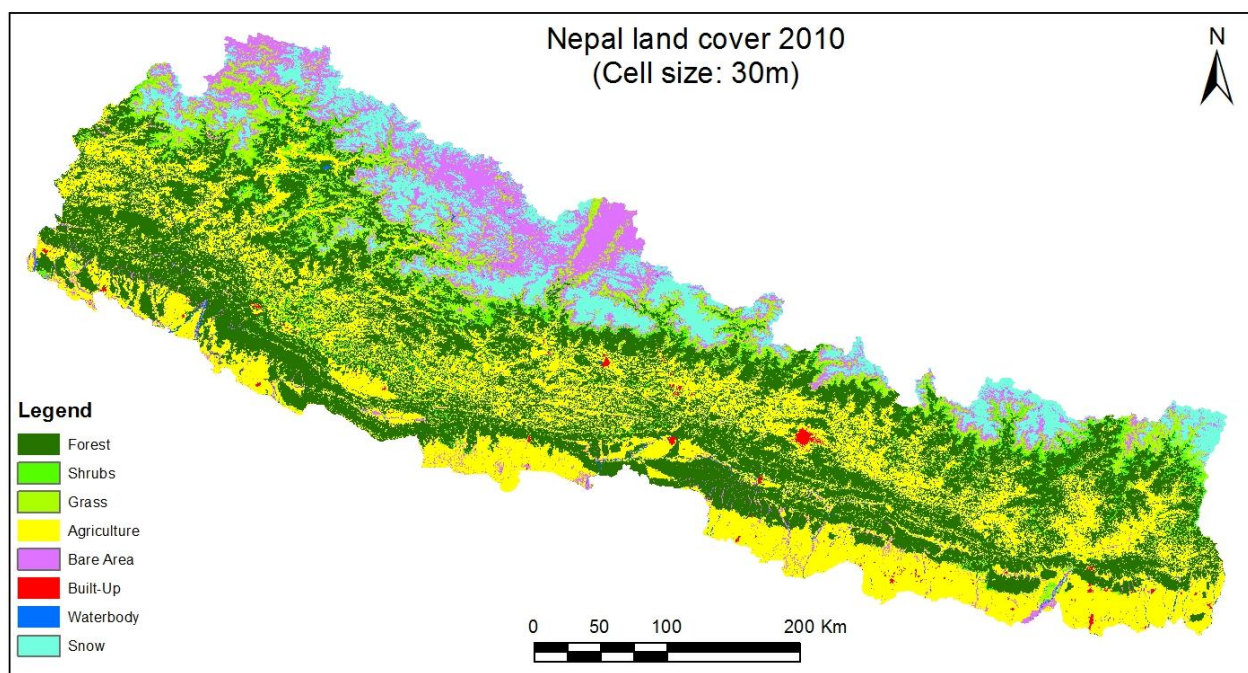 Nepal land cover 2010
(Cell size: 30m)
N
Legend
Forest
Shrubs
Grass
Agriculture
Bare Area
Built-Up
Waterbody
Snow
0 50 100 200 Km